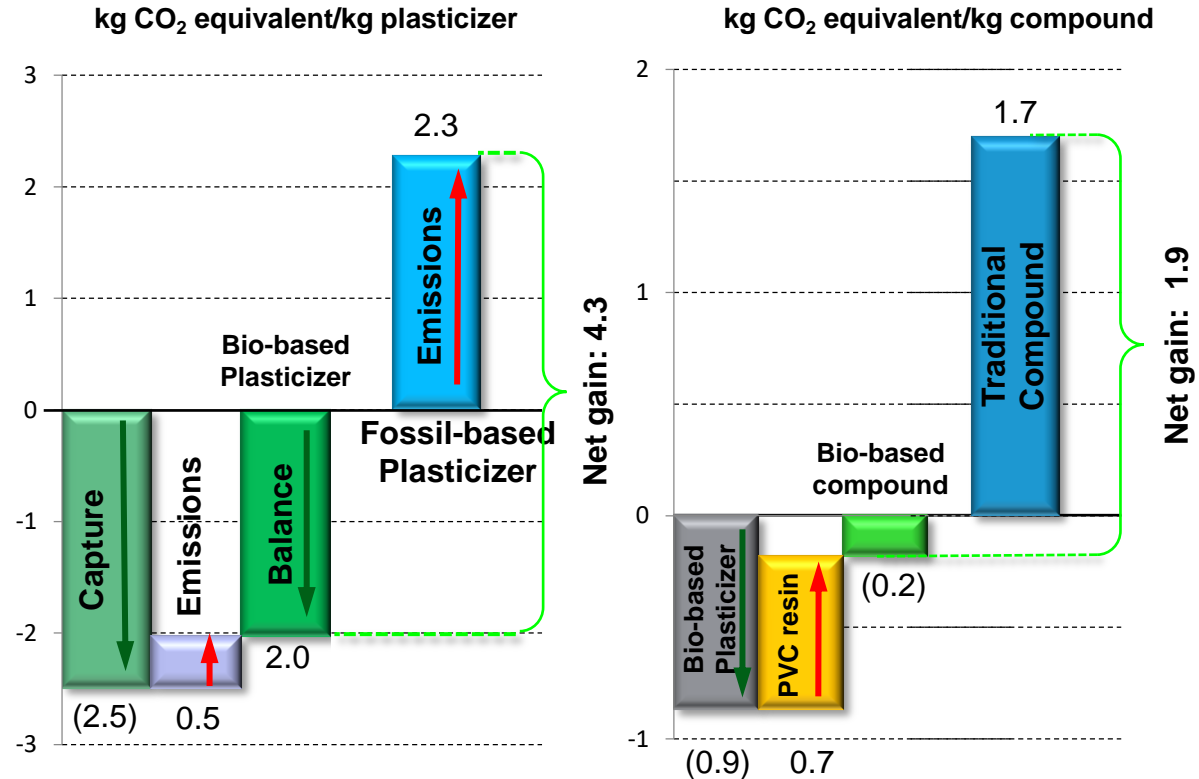 kg CO₂ equivalent/kg plasticizer
3
2
1
0
-1
-2
-3
2.3
Emissions
Bio-based
Plasticizer
Fossil-based
Plasticizer
Capture
Emissions
Balance
(2.5)
0.5
2.0
Net gain: 4.3
kg CO₂ equivalent/kg compound
2
1
0
-1
1.7
Traditional
Compound
Bio-based
compound
Bio-based
Plasticizer
PVC resin
(0.2)
(0.9)
0.7
Net gain: 1.9